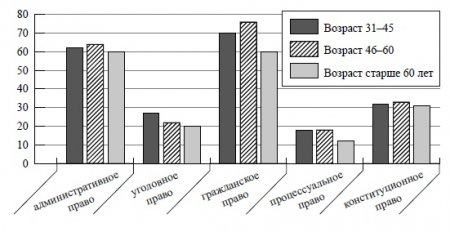 80
70
60
50
40
30
20
10
0
Возраст 31–45
Возраст 46–60
Возраст старше 60 лет
административное
право
уголовное
право
гражданское
право
процессуальное
право
конституционное
право